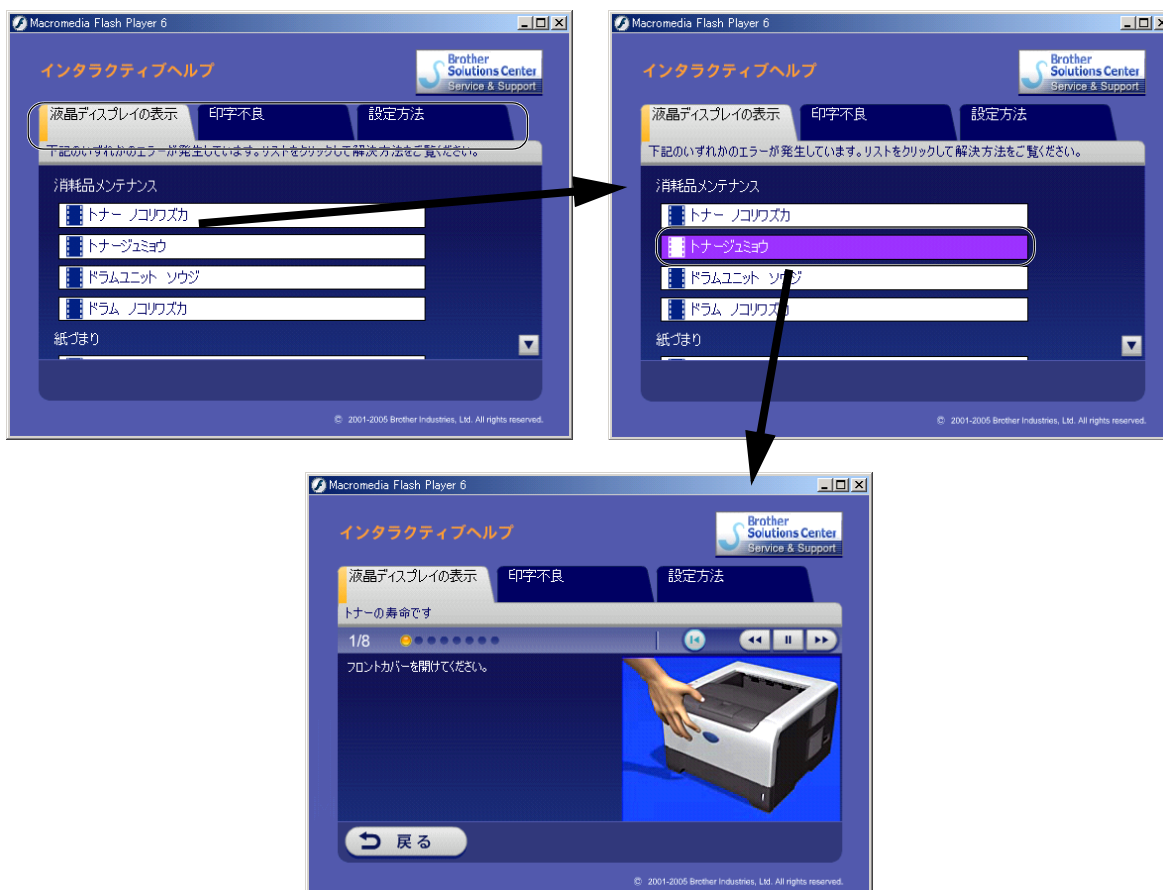 Macromedia Flash Player 6
インタラクティブヘルプ
Brother
Solutions Center
Service & Support
液晶ディスプレイの表示
印字不良
設定方法
下記のいずれかのエラーが発生しています。リストをクリックして解決方法をご覧ください。
消耗品メンテナンス
トナー ノコリワズカ
トナージュミョウ
ドラムユニット ソウジ
ドラム ノコリワズカ
紙づまり
© 2001-2005 Brother Industries, Ltd. All rights reserved.
Macromedia Flash Player 6
インタラクティブヘルプ
Brother
Solutions Center
Service & Support
液晶ディスプレイの表示
印字不良
設定方法
下記のいずれかのエラーが発生しています。リストをクリックして解決方法をご覧ください。
消耗品メンテナンス
トナー ノコリワズカ
トナージュミョウ
ドラムユニット ソウジ
ドラム ノコリワズカ
紙づまり
© 2001-2005 Brother Industries, Ltd. All rights reserved.
Macromedia Flash Player 6
インタラクティブヘルプ
Brother
Solutions Center
Service & Support
液晶ディスプレイの表示
印字不良
設定方法
トナーの寿命です
1/8
フロントカバーを開けてください。
戻る
© 2001-2005 Brother Industries, Ltd. All rights reserved.